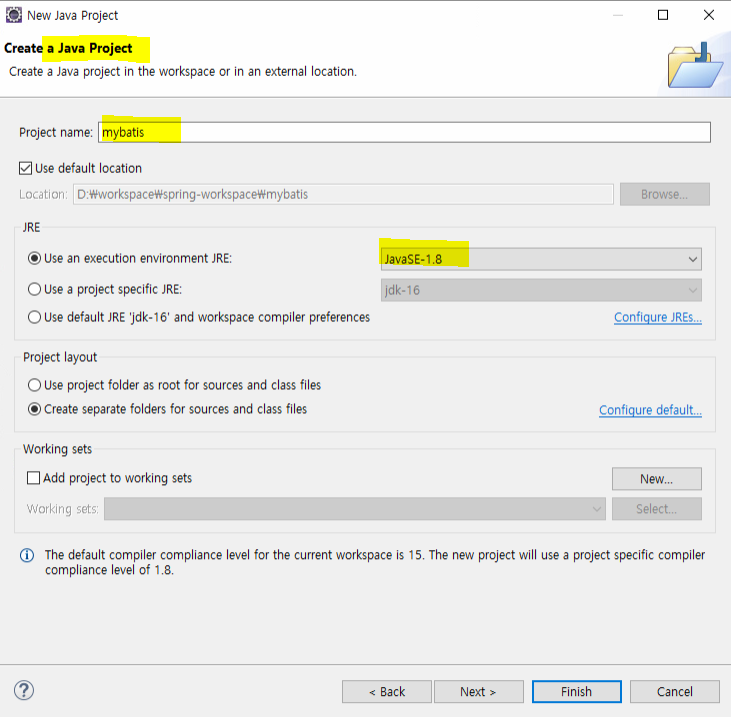 New Java Project
Create a Java Project
Create a Java project in the workspace or in an external location.
Project name: mybatis
Use default location
Location: D:₩workspace₩spring-workspace₩mybatis Browse...
JRE
Use an execution environment JRE: JavaSE-1.8
Use a project specific JRE: jdk-16
Use default JRE 'jdk-16' and workspace compiler preferences Configure JREs...
Project layout
Use project folder as root for sources and class files
Create separate folders for sources and class files Configure default...
Working sets
Add project to working sets New...
Working sets: Select...
The default compiler compliance level for the current workspace is 15. The new project will use a project specific compiler
compliance level of 1.8.
? < Back Next > Finish Cancel